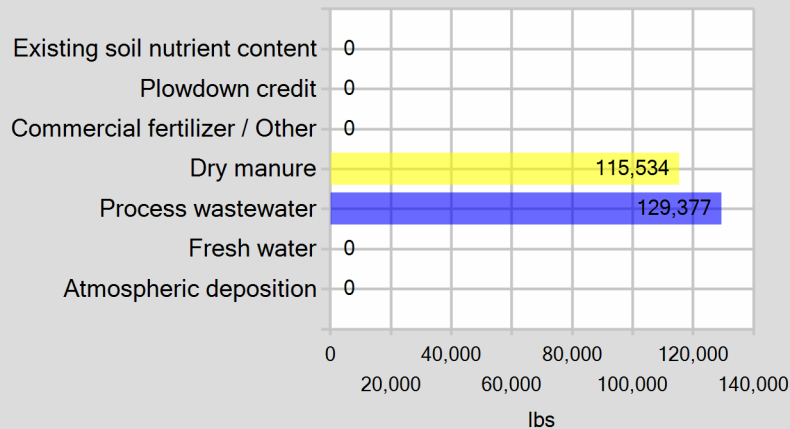 Existing soil nutrient content 0
Plowdown credit 0
Commercial fertilizer / Other 0
Dry manure 115,534
Process wastewater 129,377
Fresh water 0
Atmospheric deposition 0
0 40,000 80,000 120,000
20,000 60,000 100,000 140,000
lbs